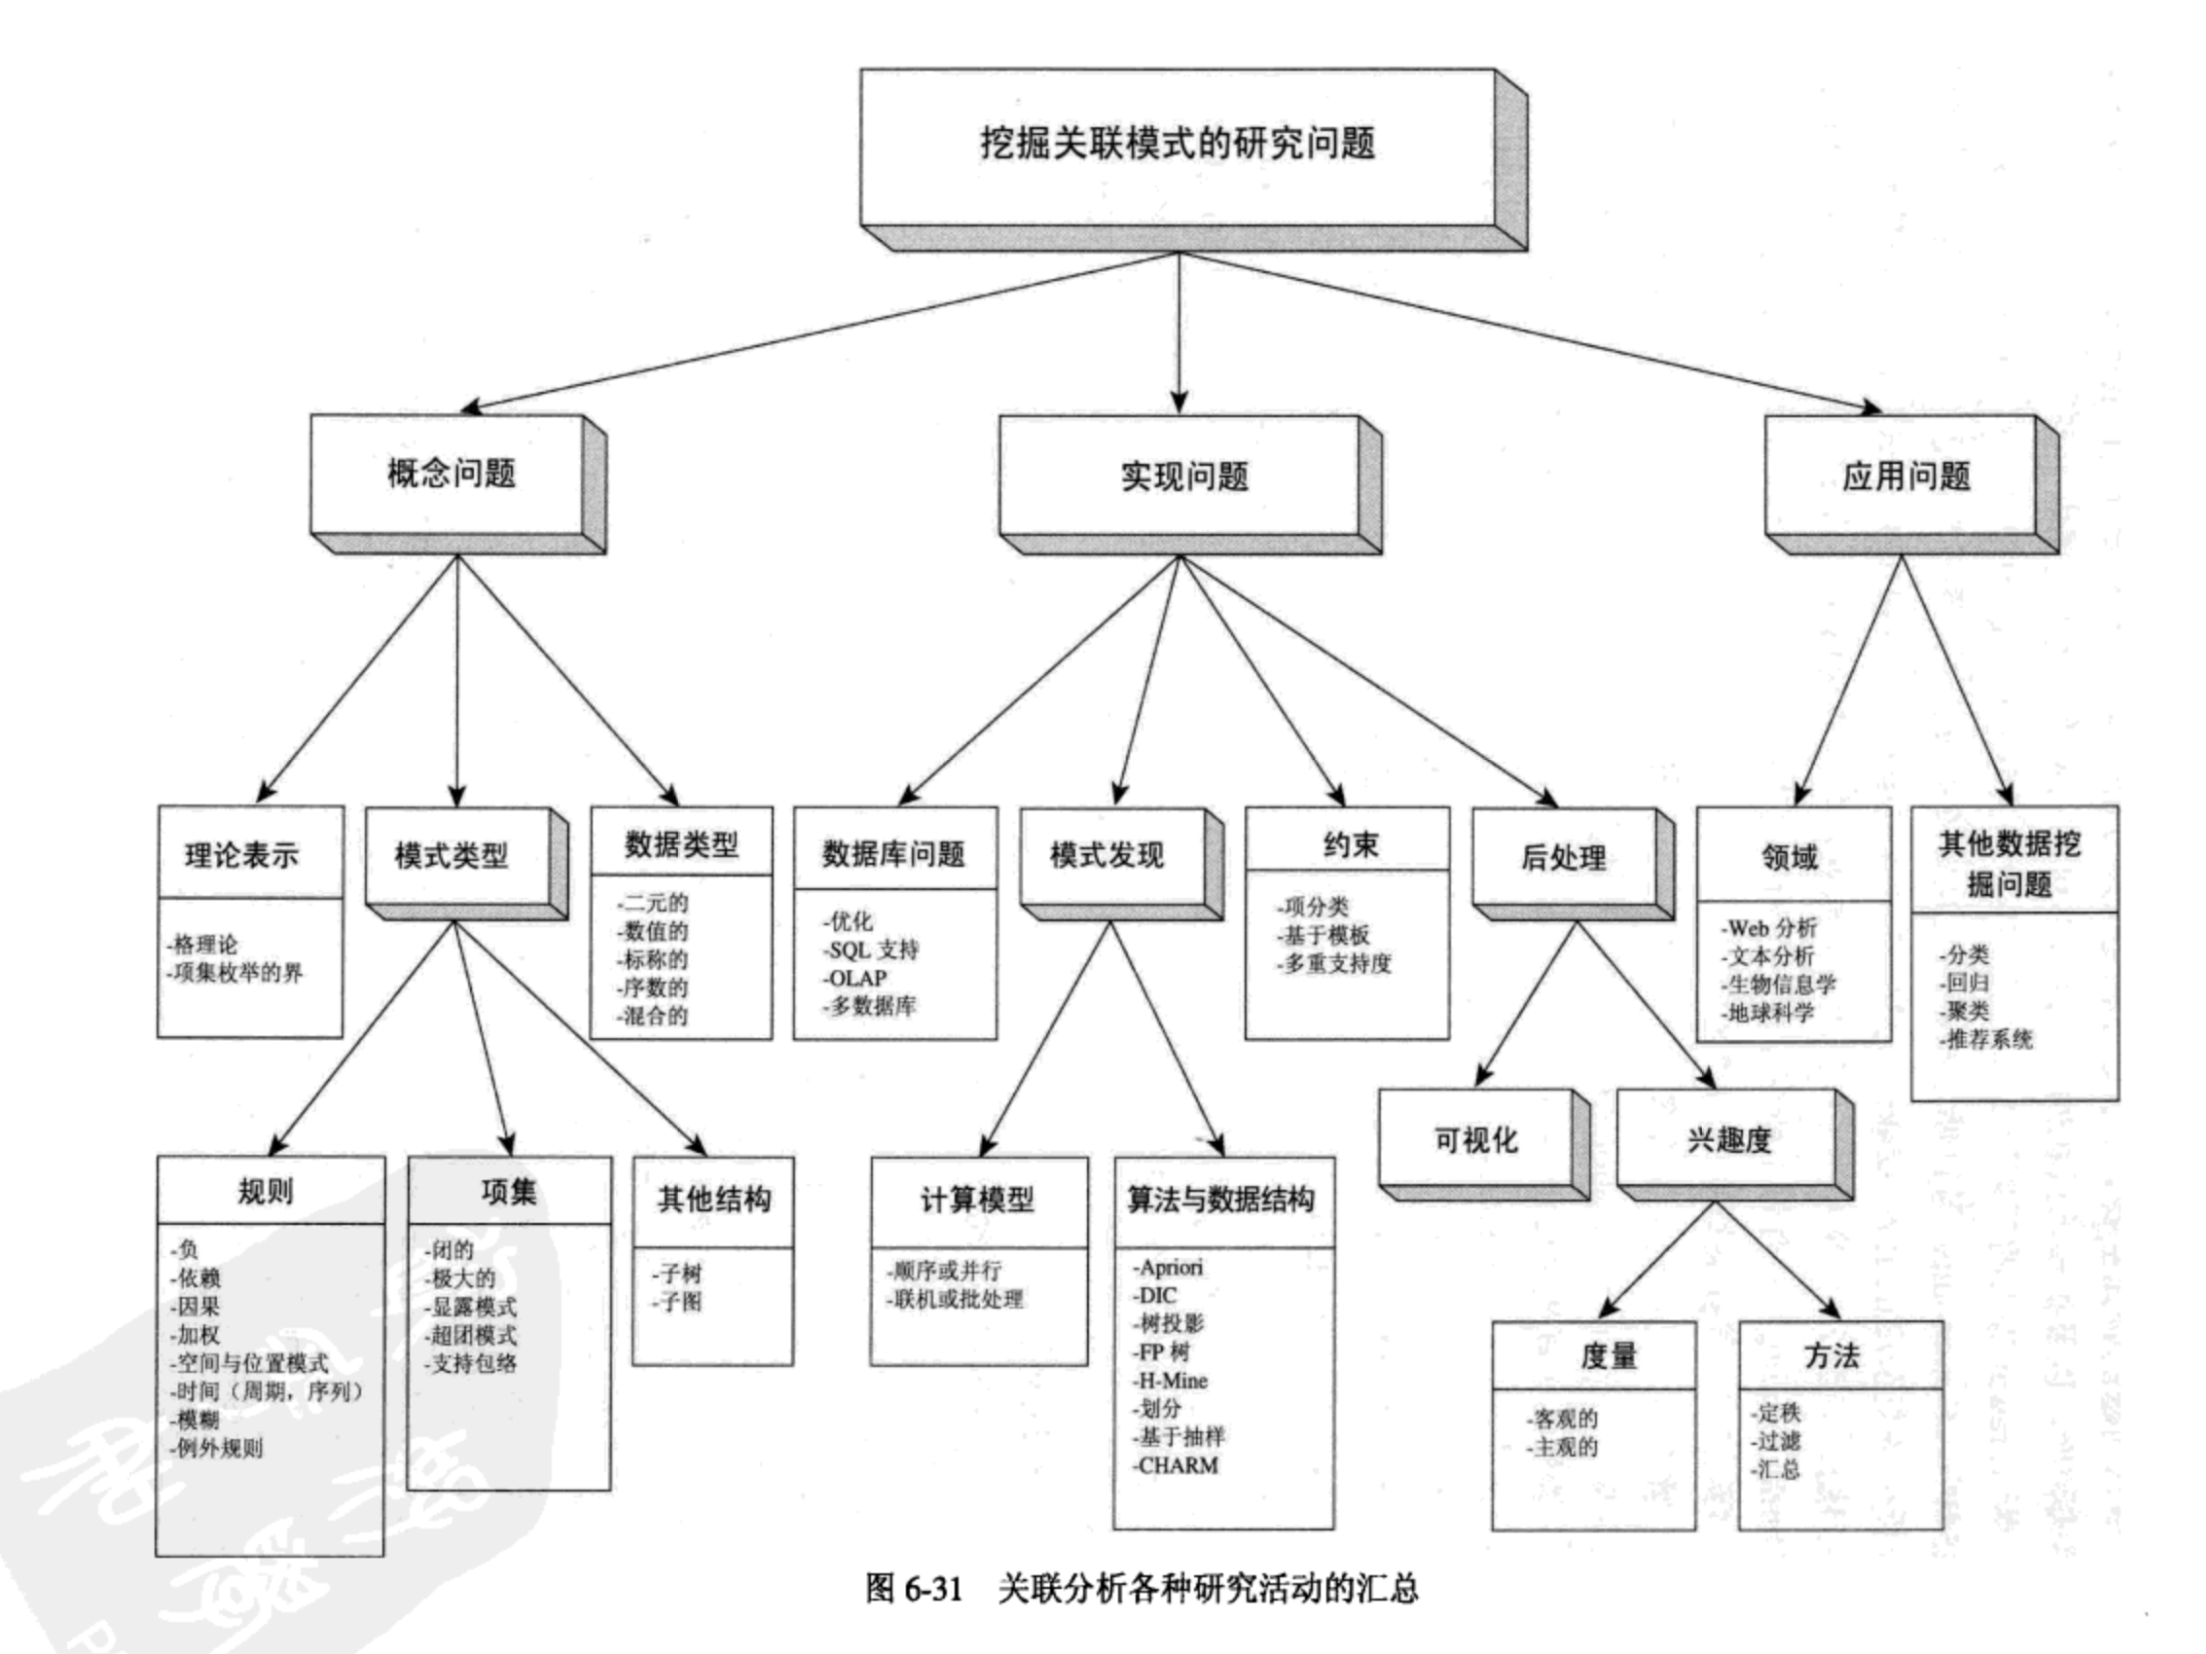 挖掘关联模式的研究问题
概念问题
实现问题
应用问题
理论表示
-格理论
-项集枚举的界
模式类型
数据类型
-二元的
-数值的
-标称的
-序数的
-混合的
数据库问题
-优化
-SQL 支持
-OLAP
-多数据库
模式发现
约束
-项分类
-基于模板
-多重支持度
后处理
领域
-Web 分析
-文本分析
-生物信息学
-地球科学
其他数据挖
掘问题
-分类
-回归
-聚类
-推荐系统
规则
-负
-依赖
-因果
-加权
-空间与位置模式
-时间（周期，序列）
-模糊
-例外规则
项集
-闭的
-极大的
-显露模式
-超团模式
-支持包络
其他结构
-子树
-子图
计算模型
-顺序或并行
-联机或批处理
算法与数据结构
-Apriori
-DIC
-树投影
-FP 树
-H-Mine
-划分
-基于抽样
-CHARM
可视化
兴趣度
度量
-客观的
-主观的
方法
-定秩
-过滤
-汇总
图 6-31 关联分析各种研究活动的汇总